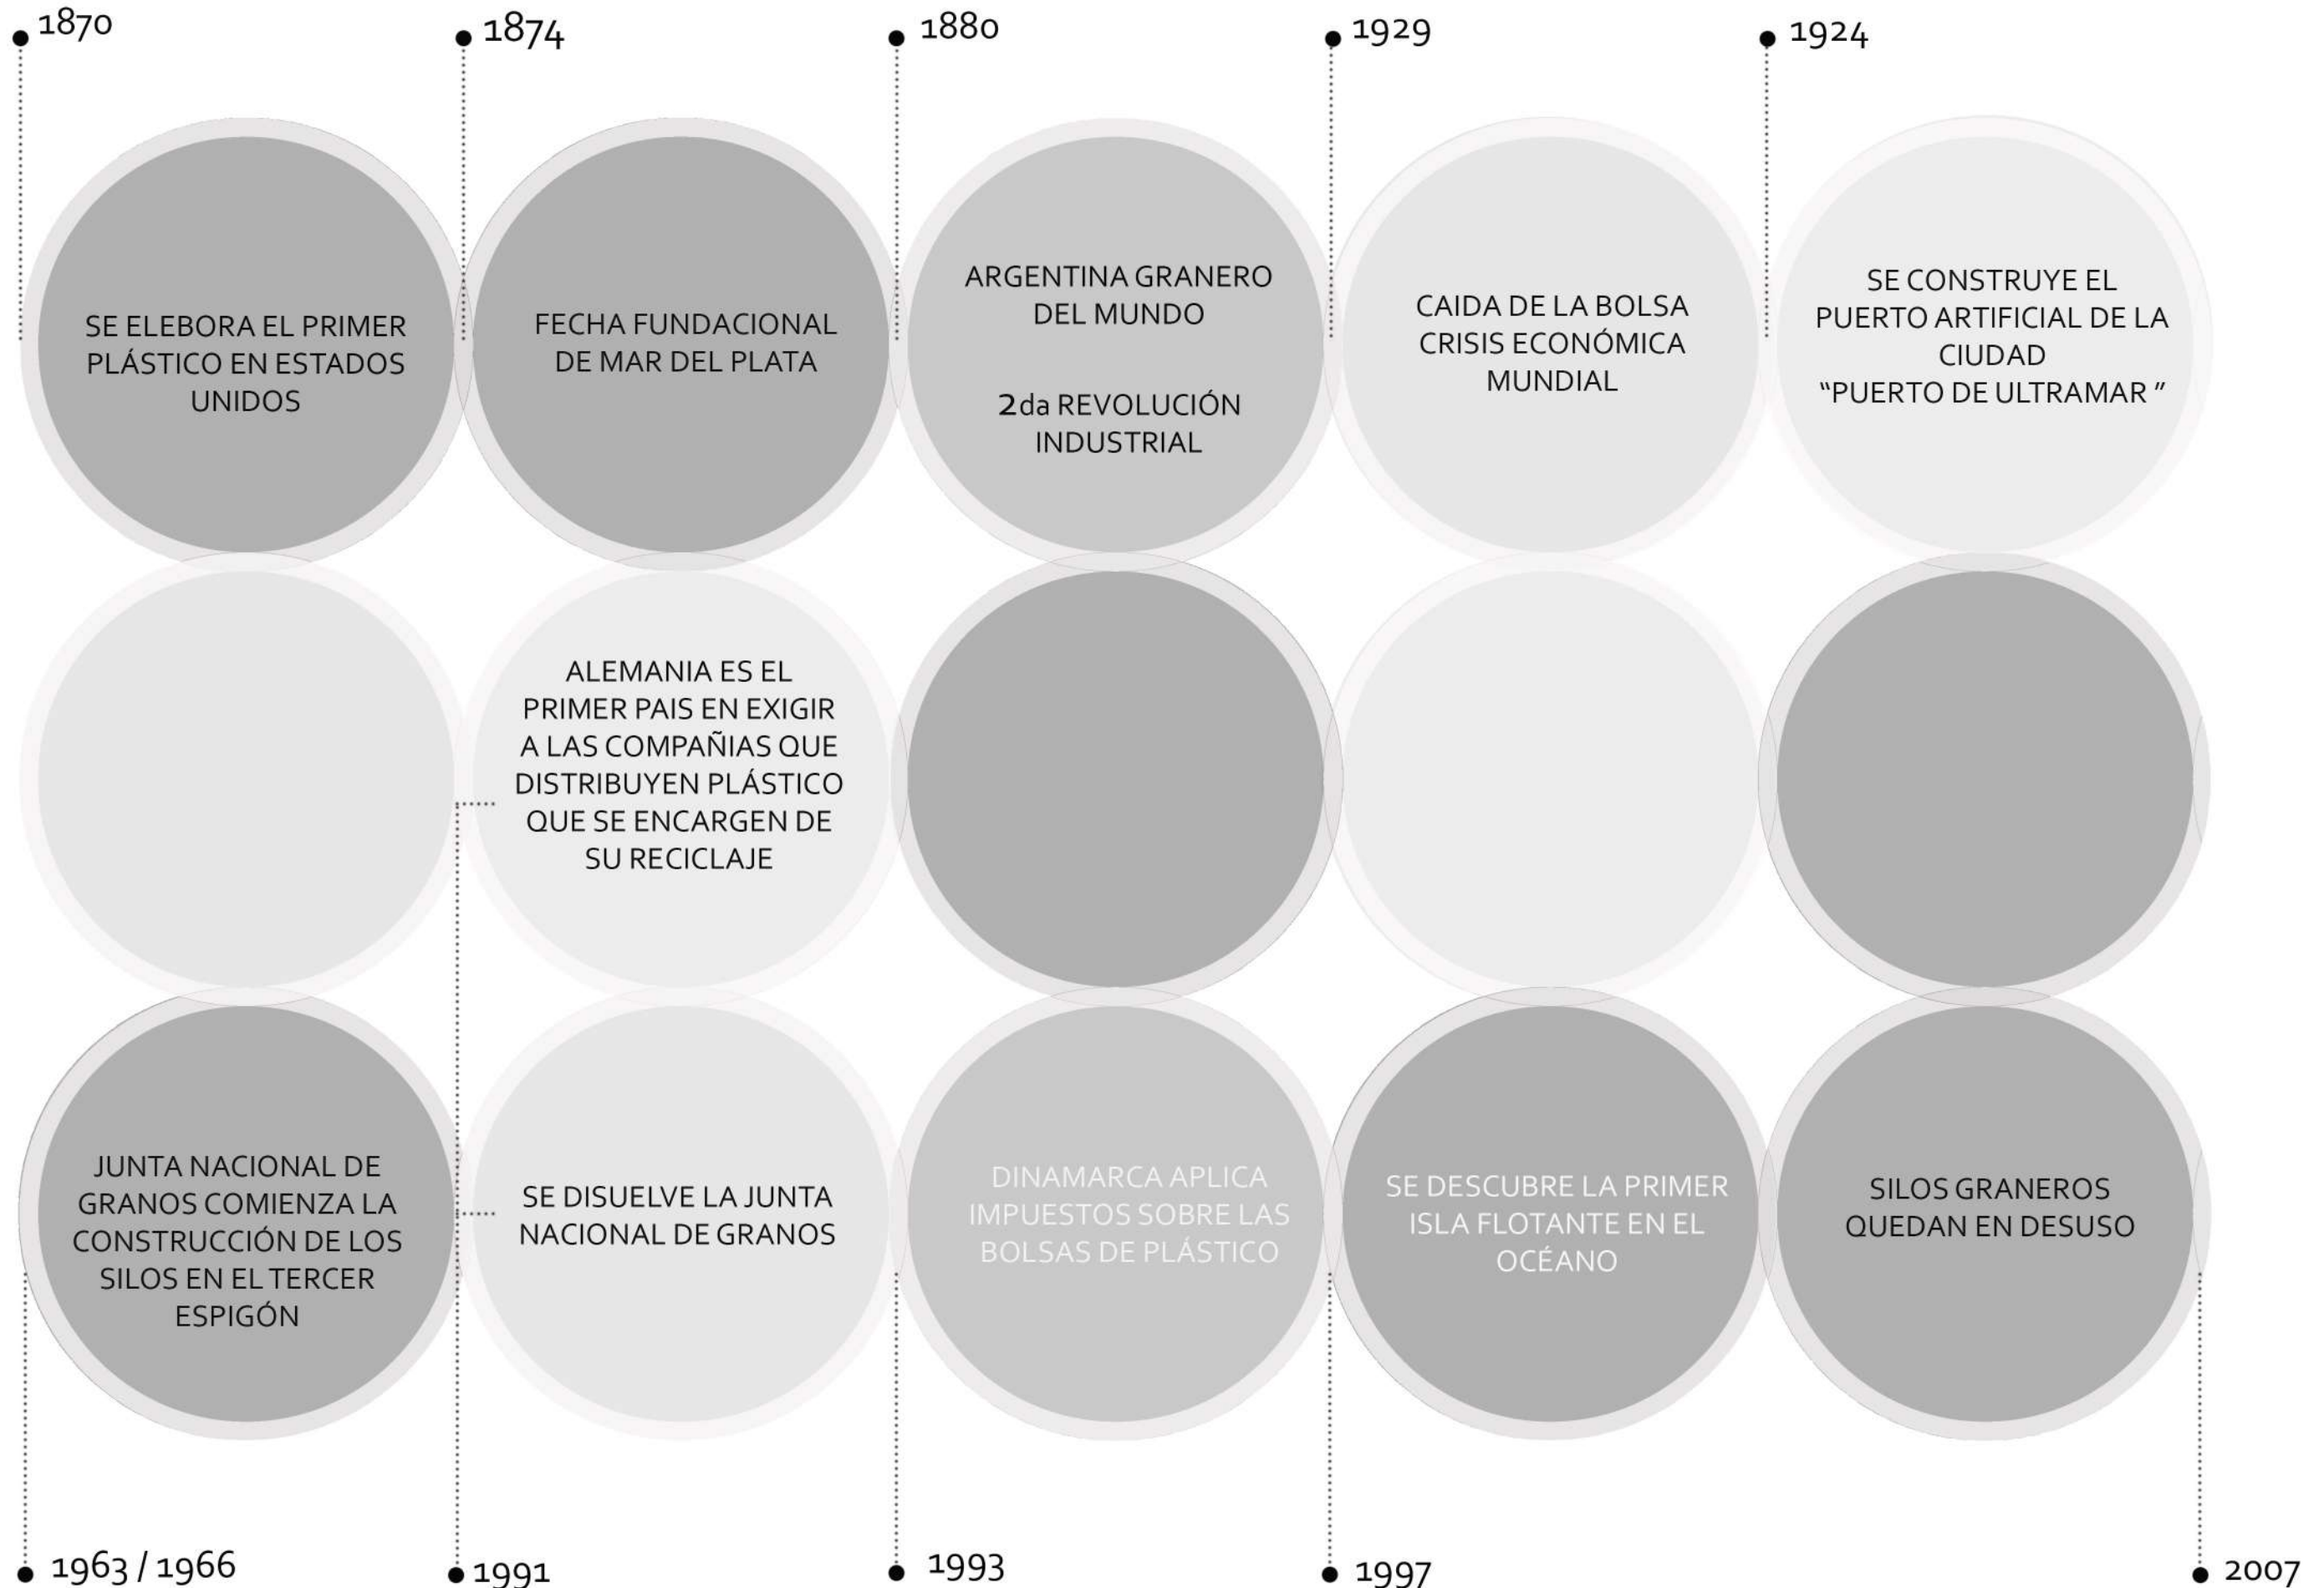 1870
1874
1880
1929
1924
SE ELEBORA EL PRIMER
PLÁSTICO EN ESTADOS
UNIDOS
FECHA FUNDACIONAL
DE MAR DEL PLATA
ARGENTINA GRANERO
DEL MUNDO
2da REVOLUCIÓN
INDUSTRIAL
CAIDA DE LA BOLSA
CRISIS ECONÓMICA
MUNDIAL
SE CONSTRUYE EL
PUERTO ARTIFICIAL DE LA
CIUDAD
“PUERTO DE ULTRAMAR ”
ALEMANIA ES EL
PRIMER PAIS EN EXIGIR
A LAS COMPAÑIAS QUE
DISTRIBUYEN PLÁSTICO
QUE SE ENCARGEN DE
SU RECICLAJE
JUNTA NACIONAL DE
GRANOS COMIENZA LA
CONSTRUCCIÓN DE LOS
SILOS EN EL TERCER
ESPIGÓN
SE DISUELVE LA JUNTA
NACIONAL DE GRANOS
DINAMARCA APLICA
IMPUESTOS SOBRE LAS
BOLSAS DE PLÁSTICO
SE DESCUBRE LA PRIMER
ISLA FLOTANTE EN EL
OCÉANO
SILOS GRANEROS
QUEDAN EN DESUSO
1963 / 1966
1991
1993
1997
2007